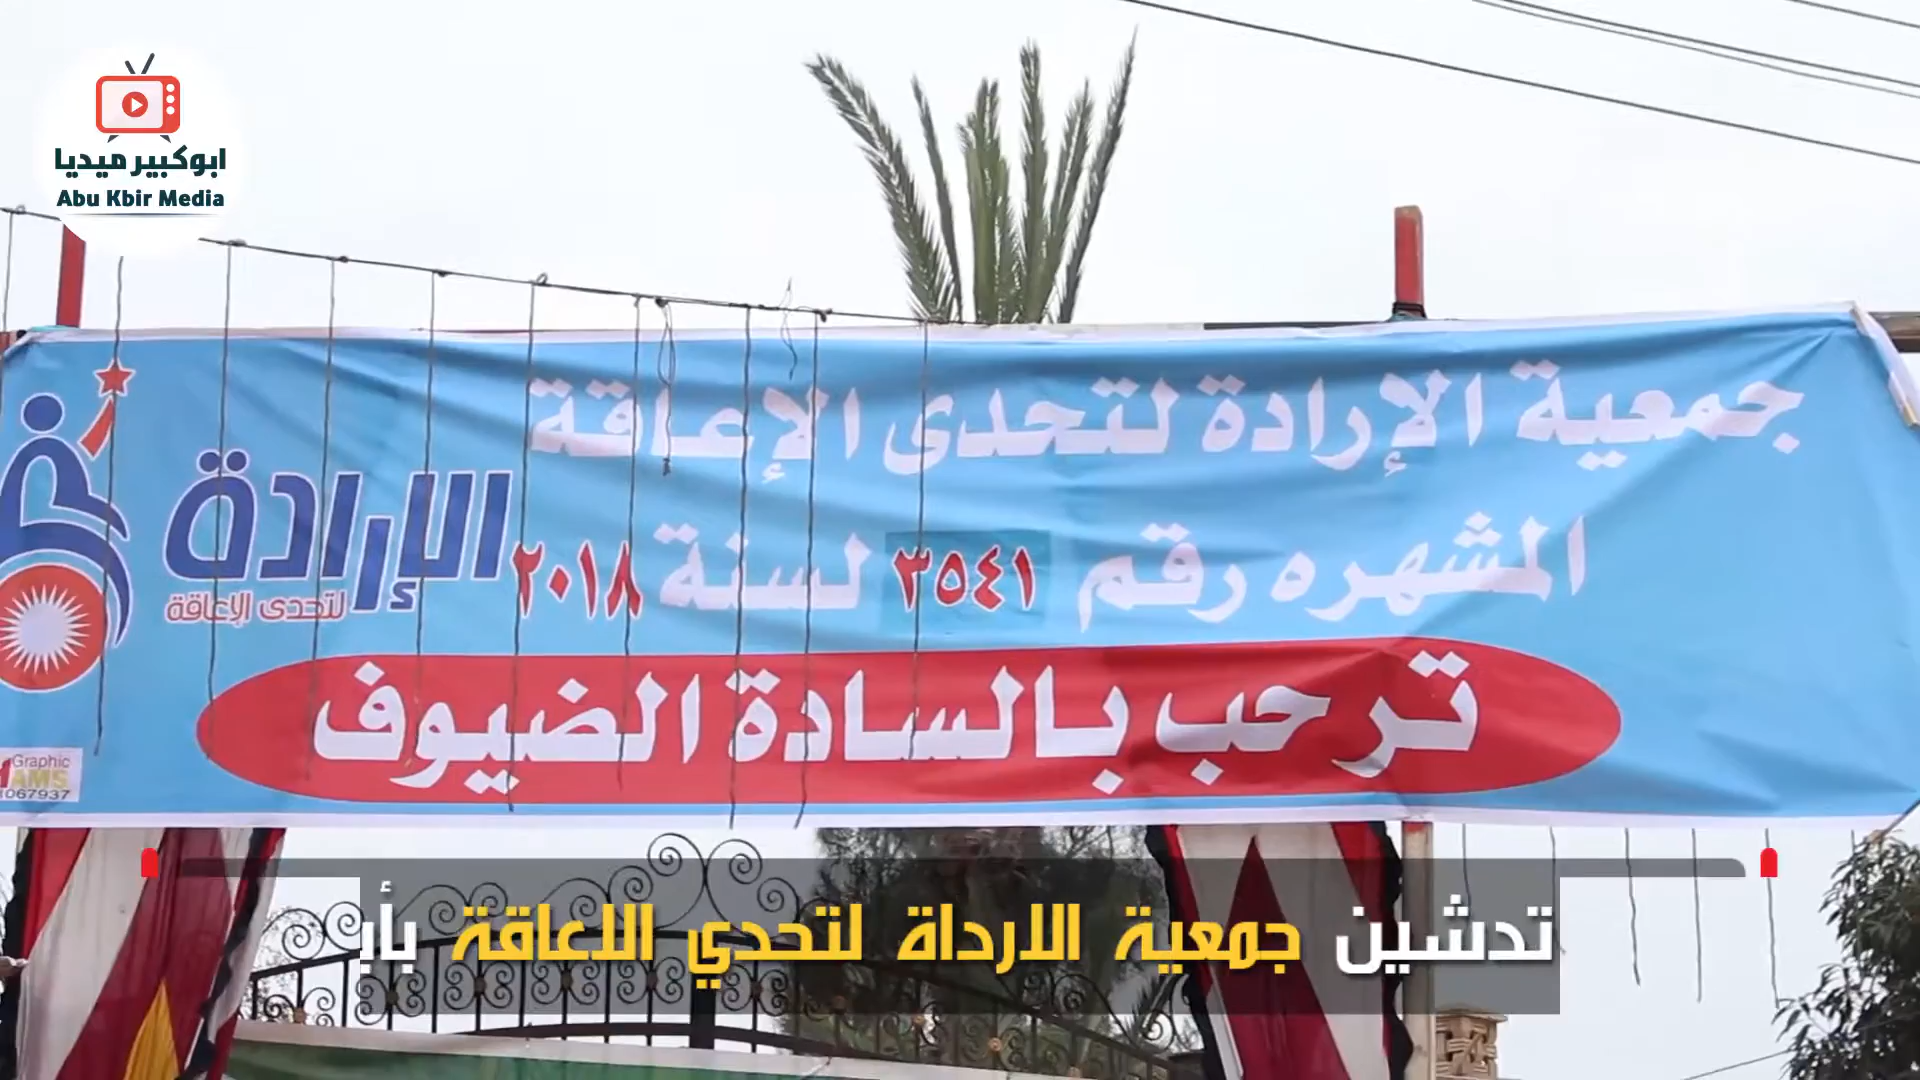 ابوكبير ميديا
Abu Kbir Media
جمعية الإرادة لتحدى الإعاقة
المشهره رقم ٣٥٤١ لسنة ٢٠١٨
الإرادة
لتحدى الإعاقة
ترحب بالسادة الضيوف
Graphic
AMS
067937
تدشين جمعية الارداة لتحدي الاعاقة بأب